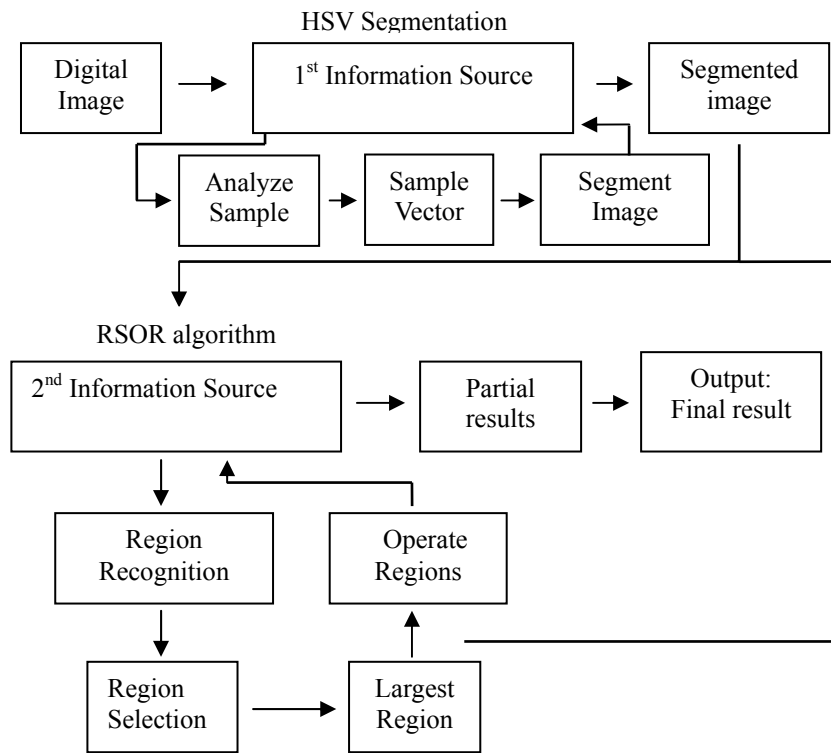 HSV Segmentation
Digital
Image
1st Information Source
Segmented
image
Analyze
Sample
Sample
Vector
Segment
Image
RSOR algorithm
2nd Information Source
Partial
results
Output:
Final result
Region
Recognition
Operate
Regions
Region
Selection
Largest
Region